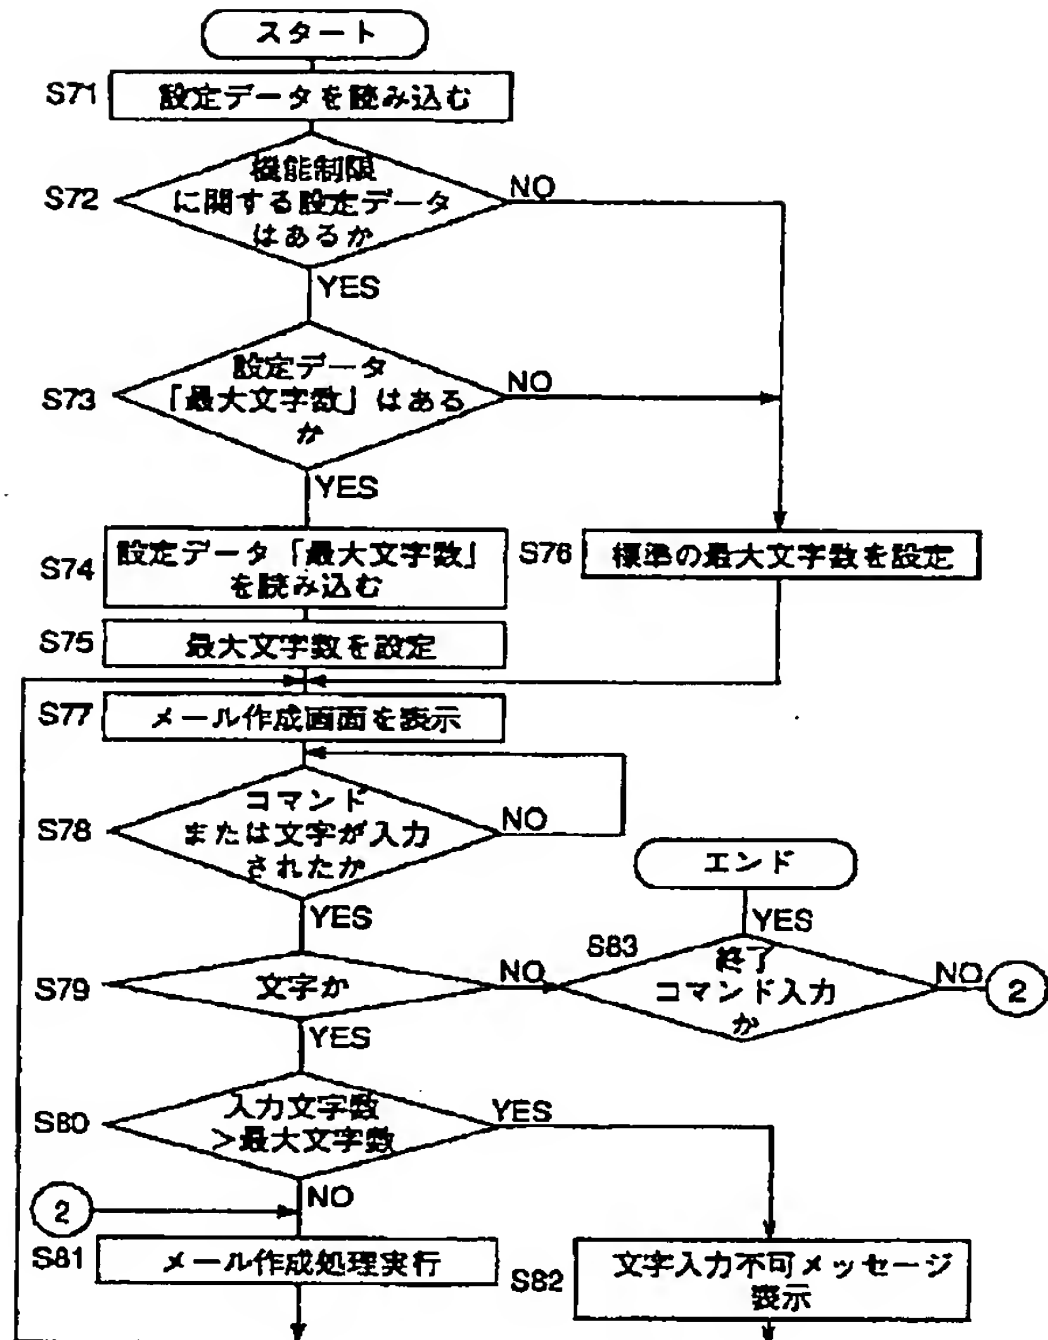 スタート
S71
設定データを読み込む
機能制限
S72
に関する設定データ
はあるか
NO
YES
設定データ
S73
「最大文字数」はある
か
NO
YES
S74
設定データ「最大文字数」
を読み込む
S76
標準の最大文字数を設定
S75
最大文字数を設定
S77
メール作成画面を表示
コマンド
S78
または文字が入力
されたか
NO
YES
エンド
YES
S79
文字か
NO
S83
終了
コマンド入力
か
NO
2
YES
S80
入力文字数
>最大文字数
YES
NO
2
S81
メール作成処理実行
S82
文字入力不可メッセージ
表示